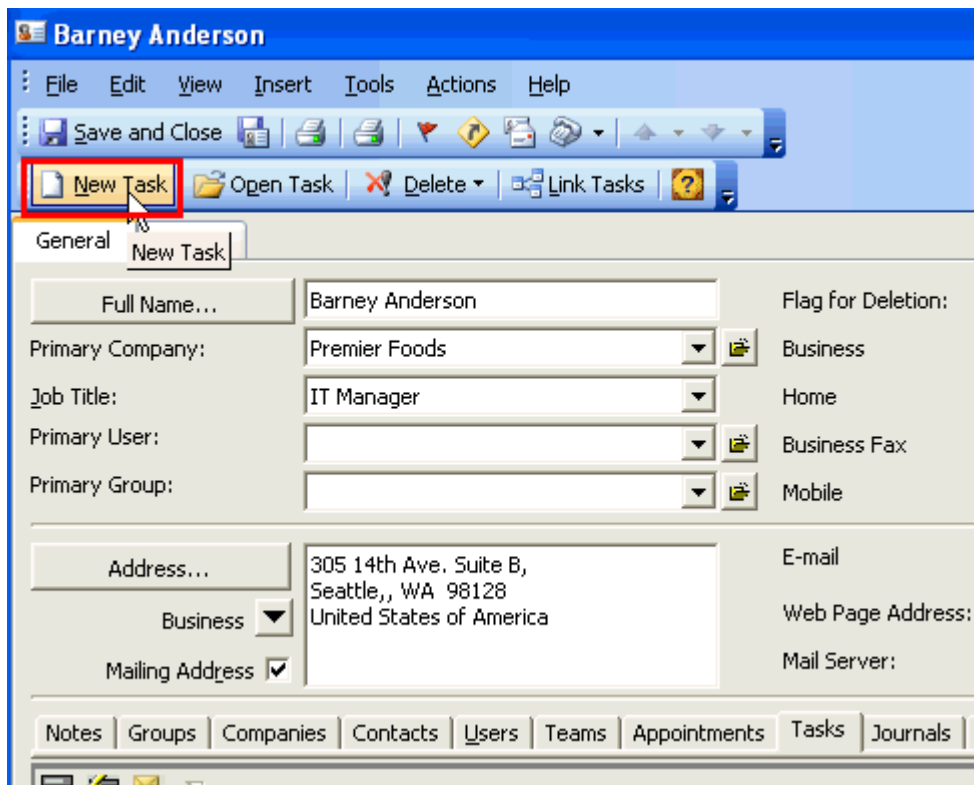 Barney Anderson
File Edit View Insert Tools Actions Help
Save and Close
New Task Open Task Delete Link Tasks
General
New Task
Full Name... Barney Anderson Flag for Deletion:
Primary Company: Premier Foods Business
Job Title: IT Manager Home
Primary User: Business Fax
Primary Group: Mobile
Address... 305 14th Ave. Suite B, E-mail
Seattle,, WA 98128
Business United States of America Web Page Address:
Mailing Address Mail Server:
Notes Groups Companies Contacts Users Teams Appointments Tasks Journals